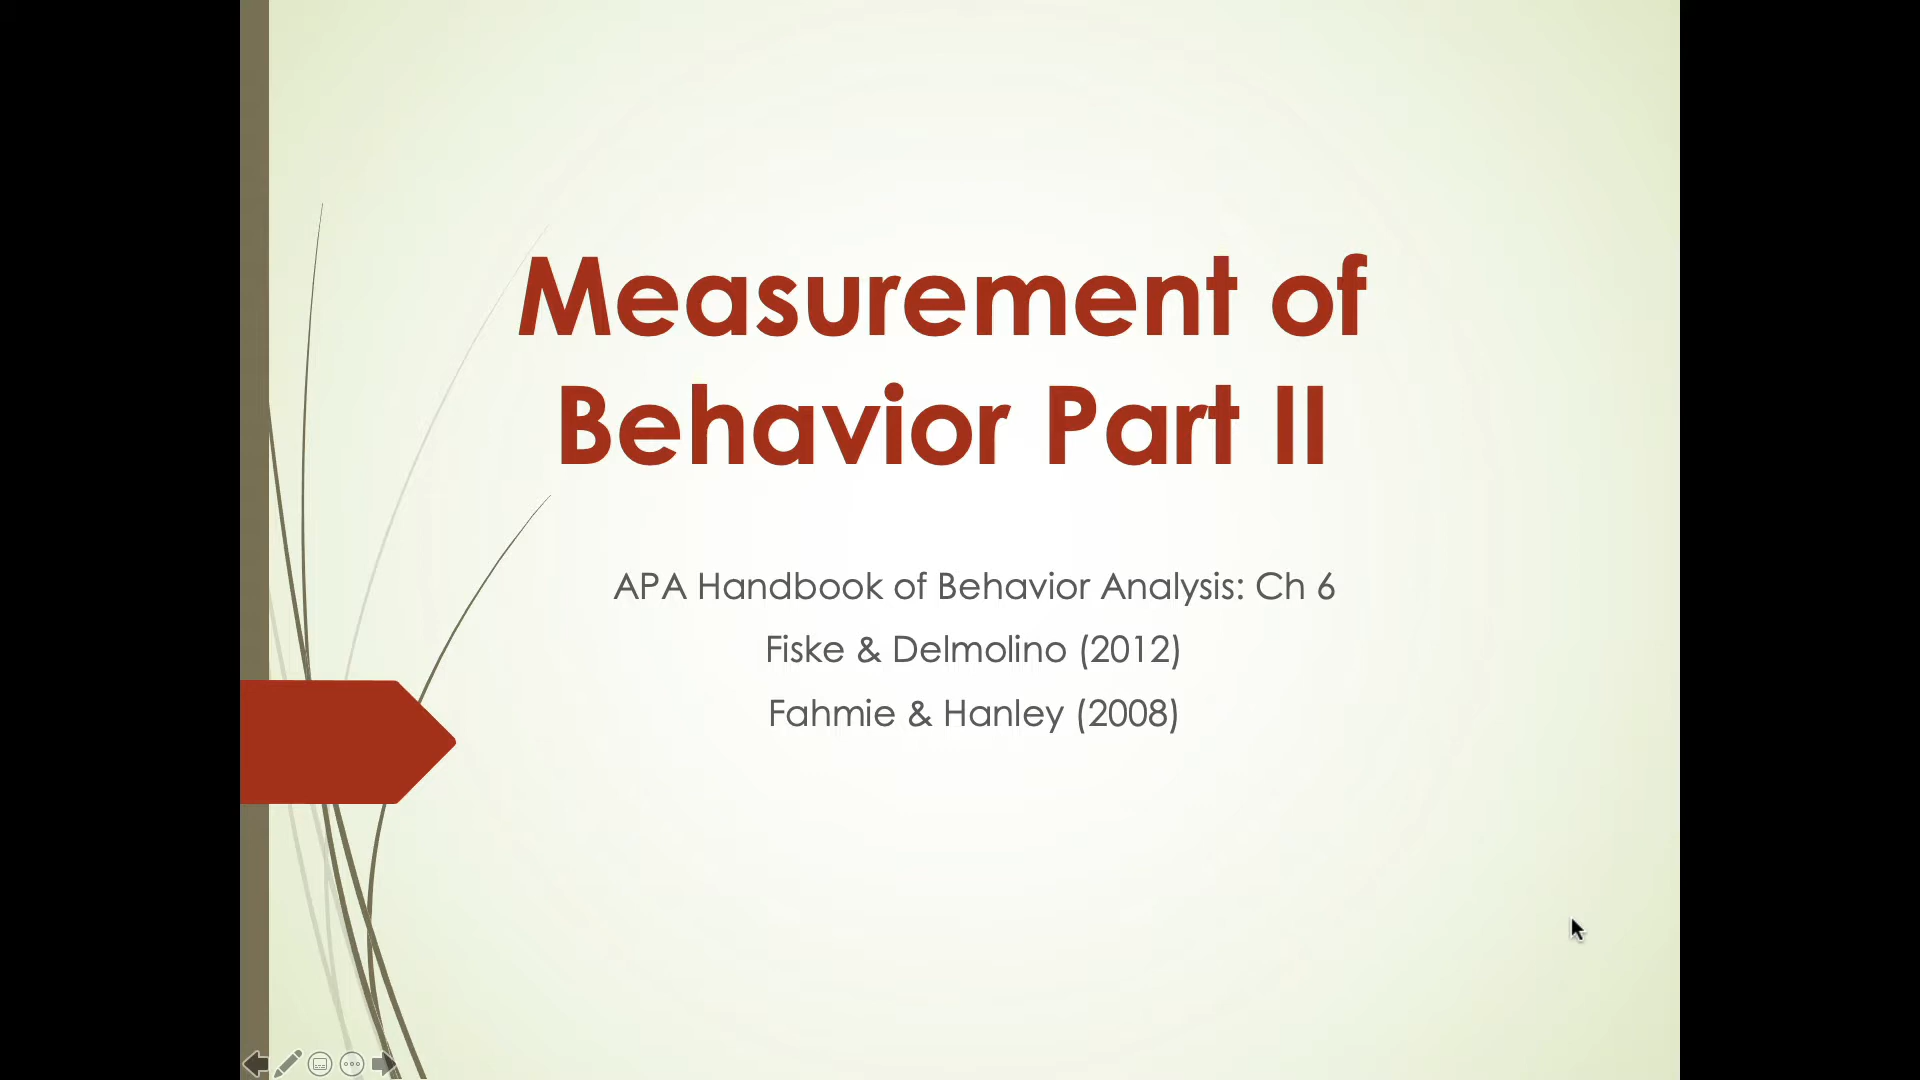 Measurement of
Behavior Part II
APA Handbook of Behavior Analysis: Ch 6
Fiske & Delmolino (2012)
Fahmie & Hanley (2008)